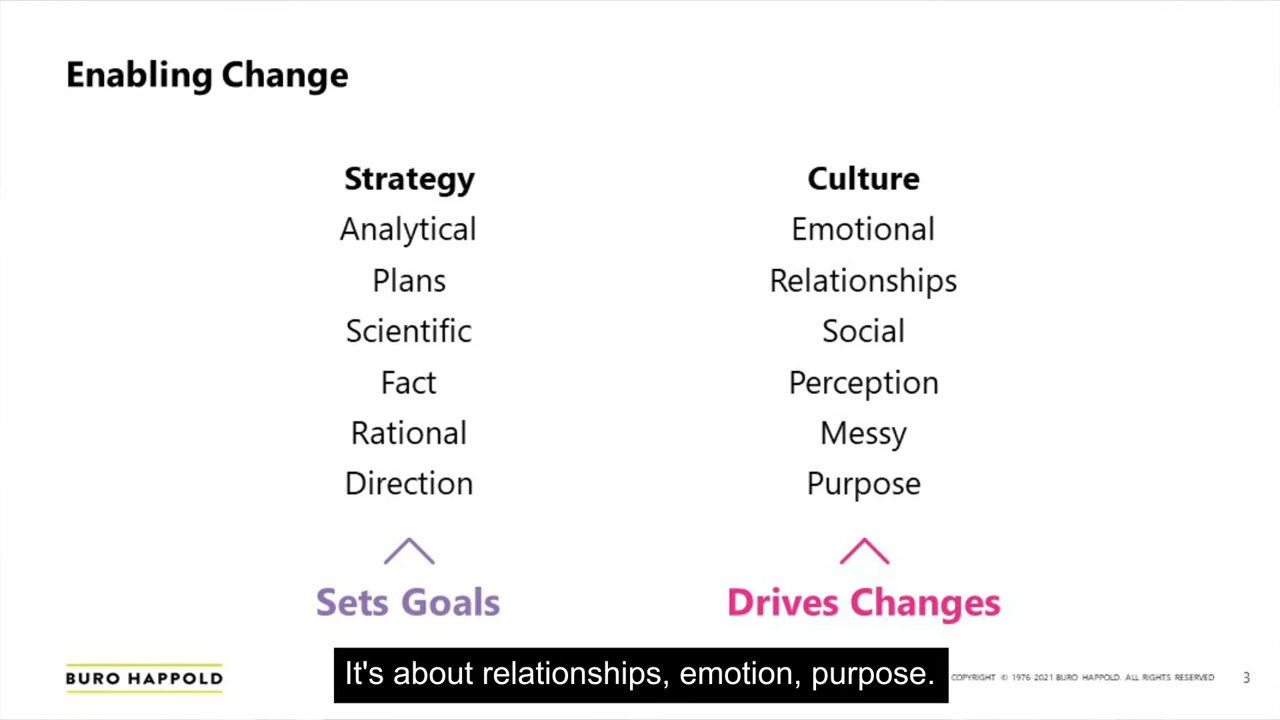 Enabling Change
Strategy
Analytical
Plans
Scientific
Fact
Rational
Direction
Sets Goals
Culture
Emotional
Relationships
Social
Perception
Messy
Purpose
Drives Changes
It's about relationships, emotion, purpose.
BURO HAPPOLD
COPYRIGHT © 1976-2021 BURO HAPPOLD. ALL RIGHTS RESERVED
3